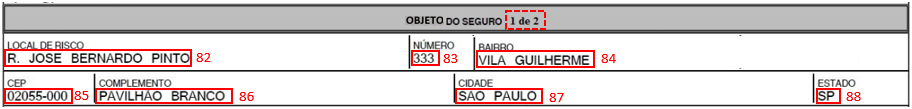 OBJETO DO SEGURO 1 de 2
LOCAL DE RISCO NÚMERO BAIRRO
R. JOSE BERNARDO PINTO 82 333 83 VILA GUILHERME 84
CEP COMPLEMENTO CIDADE ESTADO
02055-000 85 PAVILHAO BRANCO 86 SAO PAULO 87 SP 88